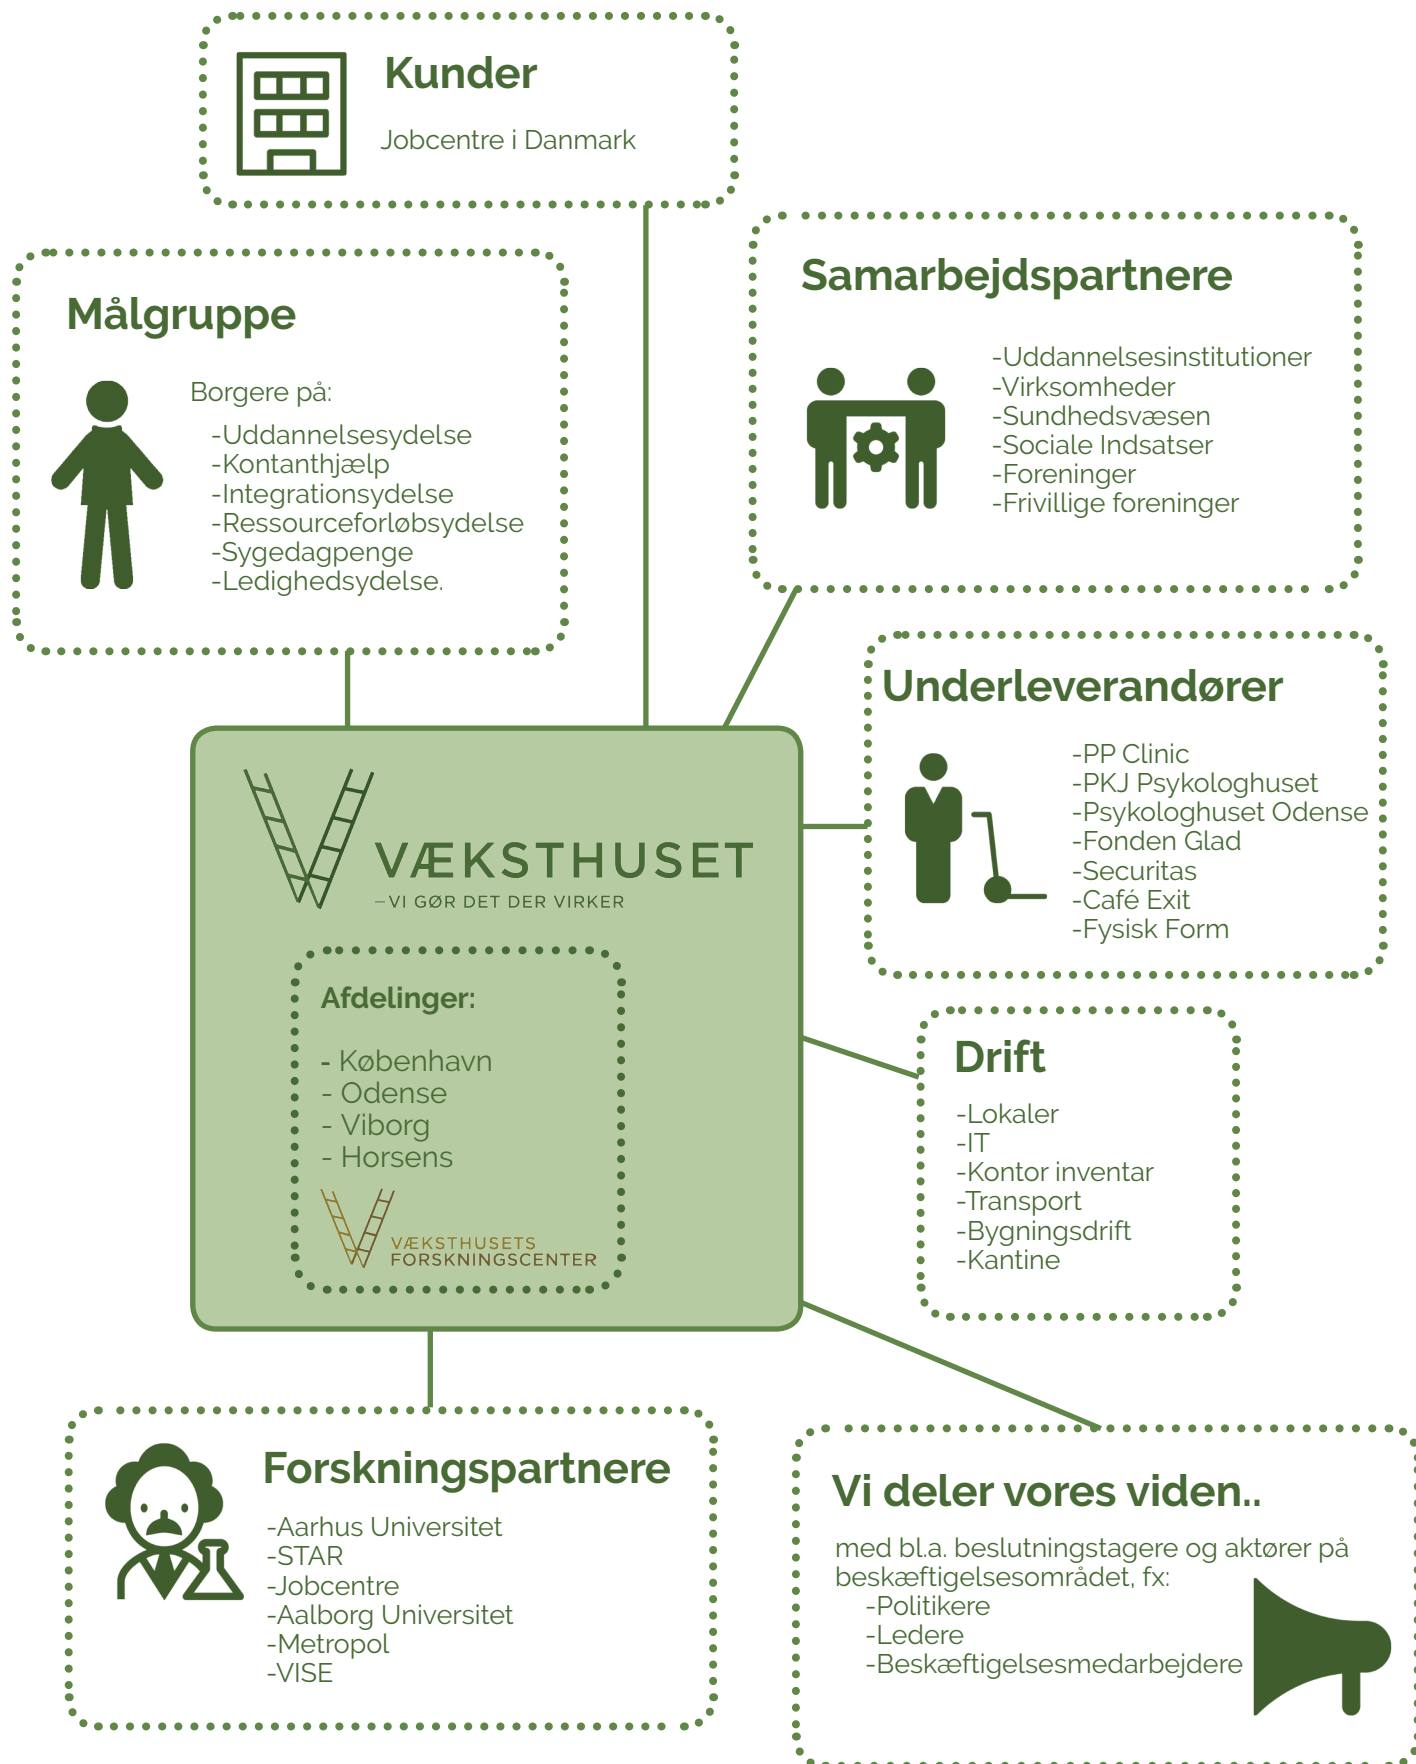 Kunder
Jobcentre i Danmark
Målgruppe
Borgere på:
-Uddannelsesydelse
-Kontanthjælp
-Integrationsydelse
-Ressourceforløbsydelse
-Sygedagpenge
-Ledighedsydelse.
Samarbejdspartnere
-Uddannelsesinstitutioner
-Virksomheder
-Sundhedsvæsen
-Sociale Indsatser
-Foreninger
-Frivillige foreninger
Underleverandører
-PP Clinic
-PKJ Psykologhuset
-Psykologhuset Odense
-Fonden Glad
-Securitas
-Café Exit
-Fysisk Form
VÆKSTHUSET
–VI GØR DET DER VIRKER
Afdelinger:
- København
- Odense
- Viborg
- Horsens
VÆKSTHUSETS
FORSKNINGSCENTER
Drift
-Lokaler
-IT
-Kontor inventar
-Transport
-Bygningsdrift
-Kantine
Forskningspartnere
-Aarhus Universitet
-STAR
-Jobcentre
-Aalborg Universitet
-Metropol
-VISE
Vi deler vores viden..
med bl.a. beslutningstagere og aktører på
beskæftigelsesområdet, fx:
-Politikere
-Ledere
-Beskæftigelsesmedarbejdere